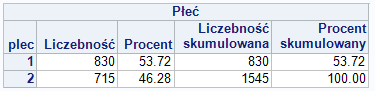 Płeć
plec Liczebność Procent Liczebność skumulowana Procent skumulowany
1 830 53.72 830 53.72
2 715 46.28 1545 100.00